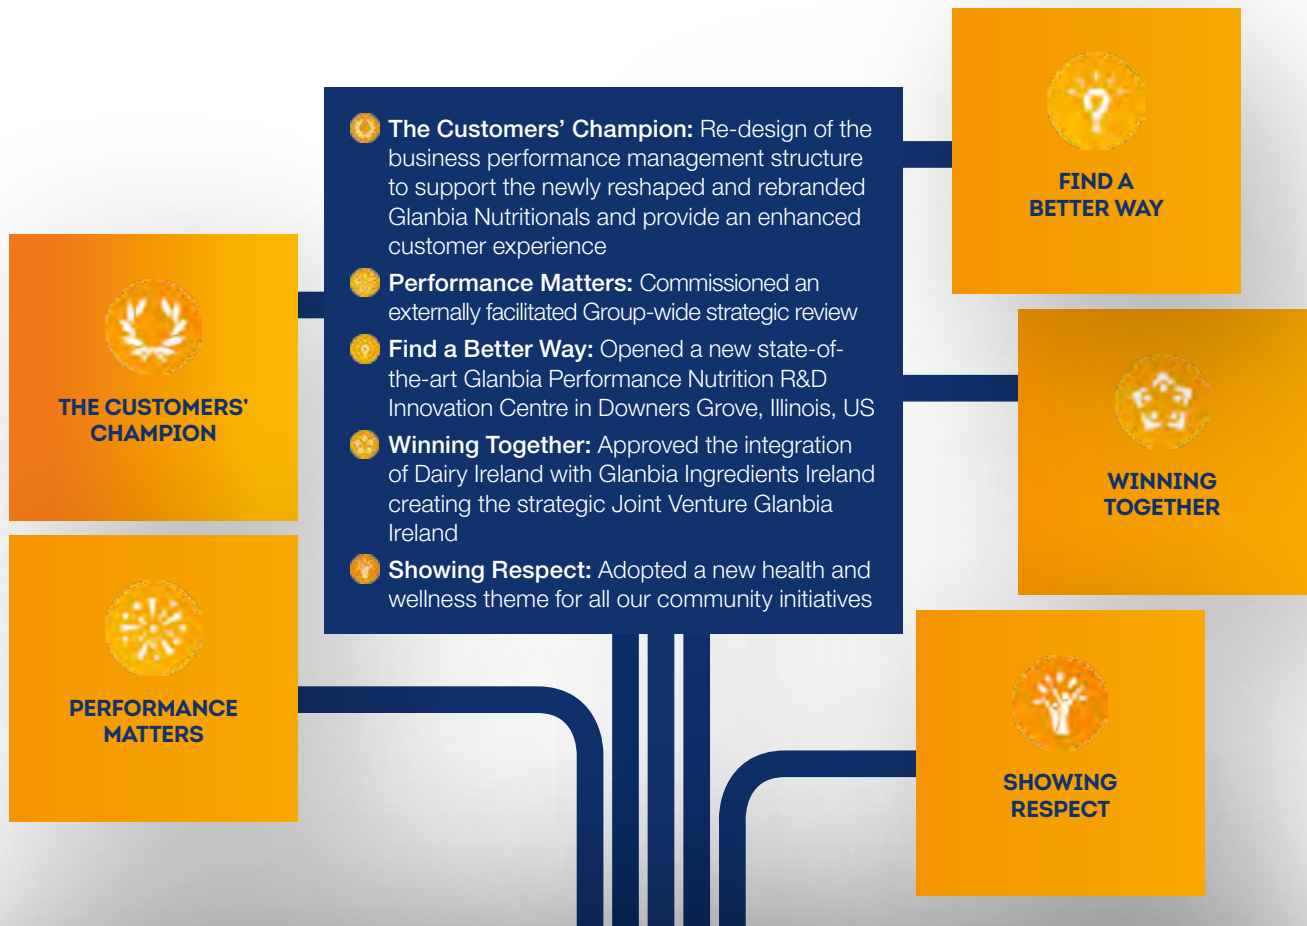 The Customers’ Champion: Re-design of the
business performance management structure
to support the newly reshaped and rebranded
Glanbia Nutritionals and provide an enhanced
customer experience
Performance Matters: Commissioned an
externally facilitated Group-wide strategic review
Find a Better Way: Opened a new state-of-
the-art Glanbia Performance Nutrition R&D
Innovation Centre in Downers Grove, Illinois, US
Winning Together: Approved the integration
of Dairy Ireland with Glanbia Ingredients Ireland
creating the strategic Joint Venture Glanbia
Ireland
Showing Respect: Adopted a new health and
wellness theme for all our community initiatives
THE CUSTOMERS’
CHAMPION
PERFORMANCE
MATTERS
FIND A
BETTER WAY
WINNING
TOGETHER
SHOWING
RESPECT